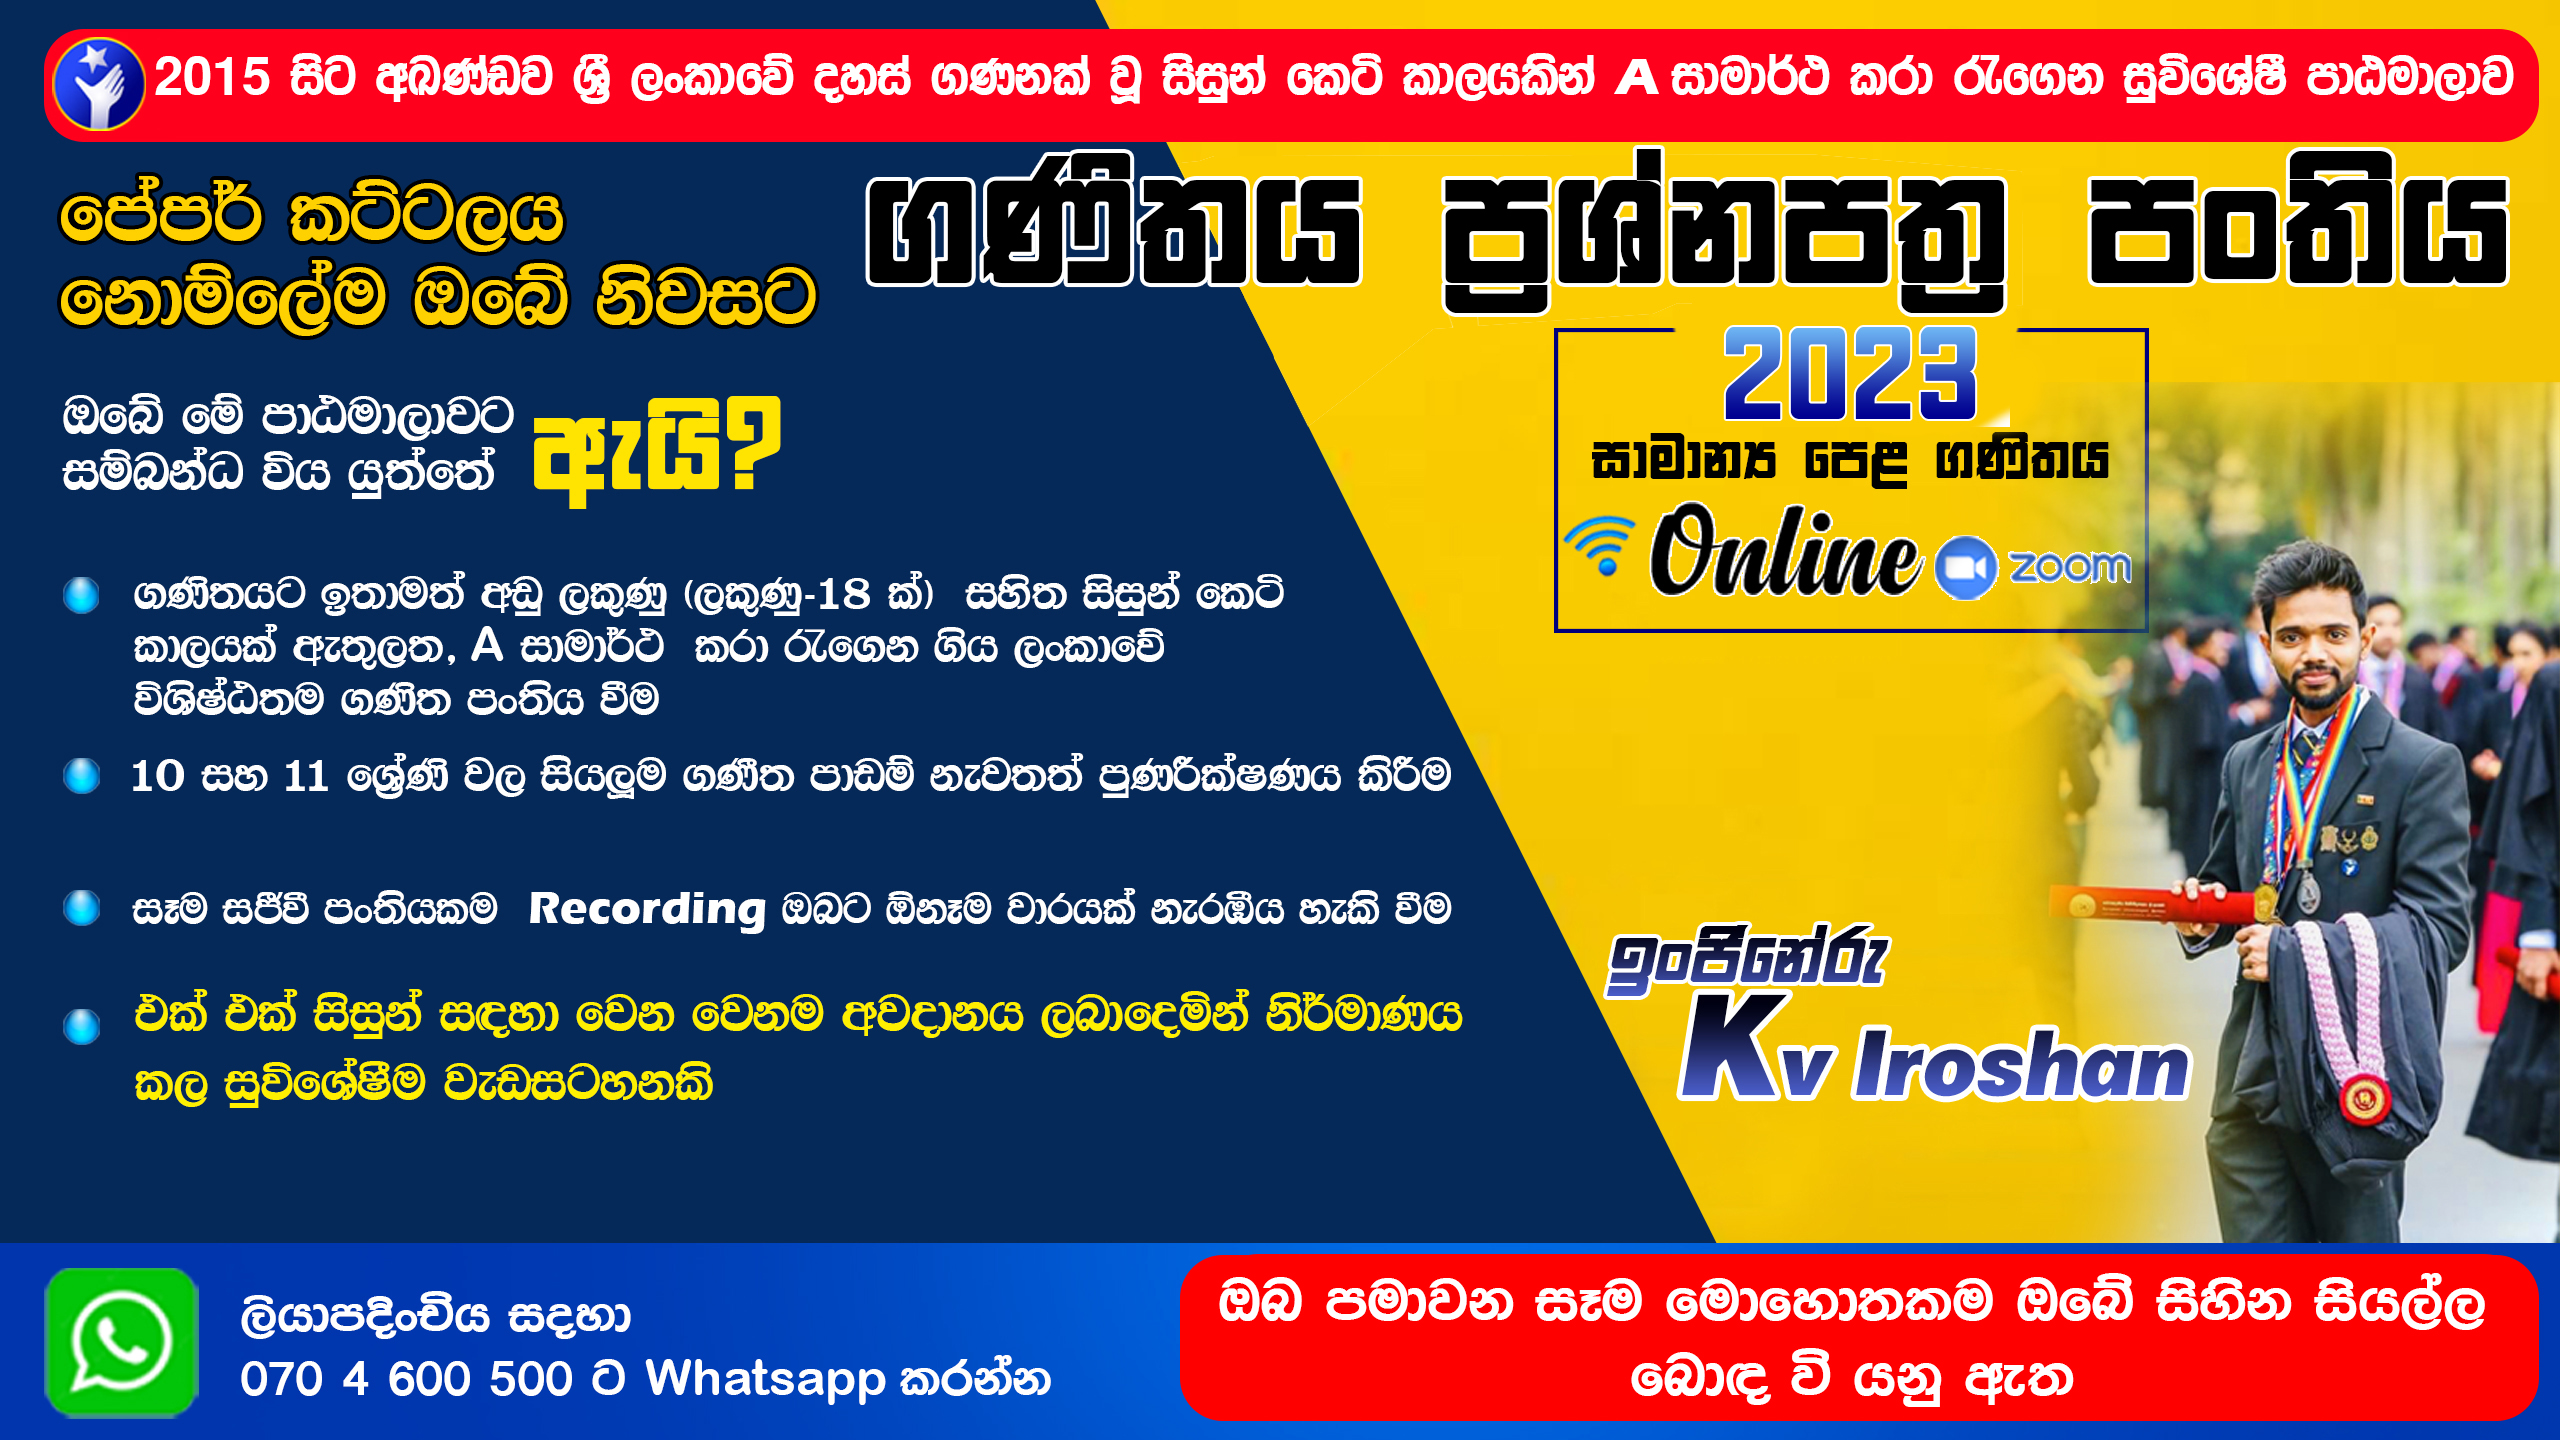 2015 සිට අඛණ්ඩව ශ්‍රී ලංකාවේ දහස් ගණනක් වූ සිසුන් කෙටි කාලයකින් A සාමාර්ථ කරා රැගෙන සුවිශේෂී පාඨමාලාව
ගණිතය ප්‍රශ්නපත්‍ර පංතිය
පේපර් කට්ටලය
නොමිලේම ඔබේ නිවසට
2023
සාමාන්‍ය පෙළ ගණිතය
Online zoom
ඔබේ මේ පාඨමාලාවට
සම්බන්ධ විය යුත්තේ
ඇයි?
ගණිතයට ඉතාමත් අඩු ලකුණු (ලකුණු-18 ක්) සහිත සිසුන් කෙටි
කාලයක් ඇතුලත, A සාමාර්ථ කරා රැගෙන ගිය ලංකාවේ
විශිෂ්ඨතම ගණිත පංතිය වීම
10 සහ 11 ශ්‍රේණි වල සියලූම ගණීත පාඩම් නැවතත් පුණරීක්ෂණය කිරීම
සෑම සජීවී පංතියකම Recording ඔබට ඕනෑම වාරයක් නැරඹීය හැකි වීම
එක් එක් සිසුන් සඳහා වෙන වෙනම අවදානය ලබාදෙමින් නිර්මාණය
කල සුවිශේෂීම වැඩසටහනකි
ඉංජිනේරු
Kv Iroshan
ලියාපදිංචිය සදහා
070 4 600 500 ට Whatsapp කරන්න
ඔබ පමාවන සෑම මොහොතකම ඔබේ සිහින සියල්ල
බොඳ වි යනු ඇත